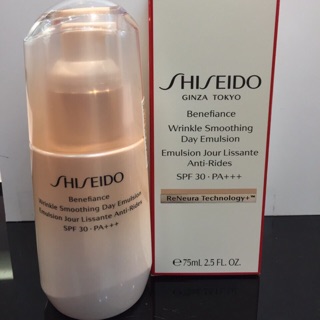 SHISEIDO
Benefiance
Wrinkle Smoothing Day Emulsion
Emulsion Jour Lissante Anti-Rides
SPF 30·PA+++
SHISEIDO
GINZA TOKYO
Benefiance
Wrinkle Smoothing
Day Emulsion
Emulsion Jour Lissante
Anti-Rides
SPF 30·PA+++
ReNeura Technology+™
℮75mL 2.5 FL. OZ.